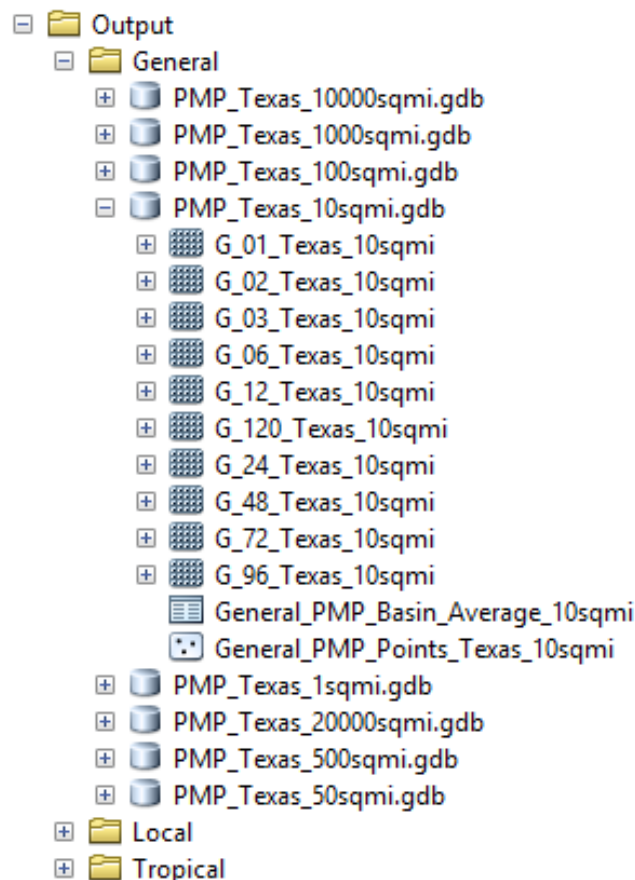 Output
General
PMP_Texas_10000sqmi.gdb
PMP_Texas_1000sqmi.gdb
PMP_Texas_100sqmi.gdb
PMP_Texas_10sqmi.gdb
G_01_Texas_10sqmi
G_02_Texas_10sqmi
G_03_Texas_10sqmi
G_06_Texas_10sqmi
G_12_Texas_10sqmi
G_120_Texas_10sqmi
G_24_Texas_10sqmi
G_48_Texas_10sqmi
G_72_Texas_10sqmi
G_96_Texas_10sqmi
General_PMP_Basin_Average_10sqmi
General_PMP_Points_Texas_10sqmi
PMP_Texas_1sqmi.gdb
PMP_Texas_20000sqmi.gdb
PMP_Texas_500sqmi.gdb
PMP_Texas_50sqmi.gdb
Local
Tropical